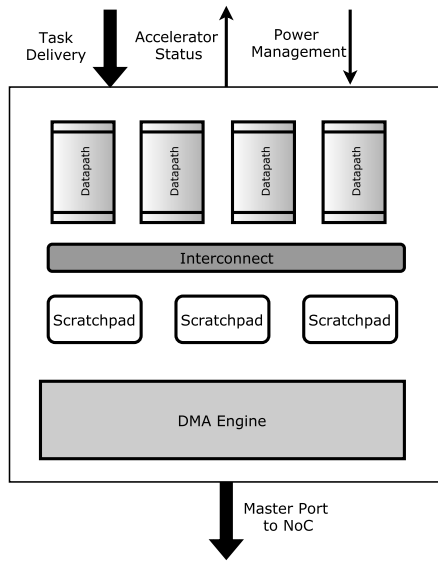 Task
Delivery
Accelerator
Status
Power
Management
Datapath
Datapath
Datapath
Datapath
Interconnect
Scratchpad
Scratchpad
Scratchpad
DMA Engine
Master Port
to NoC